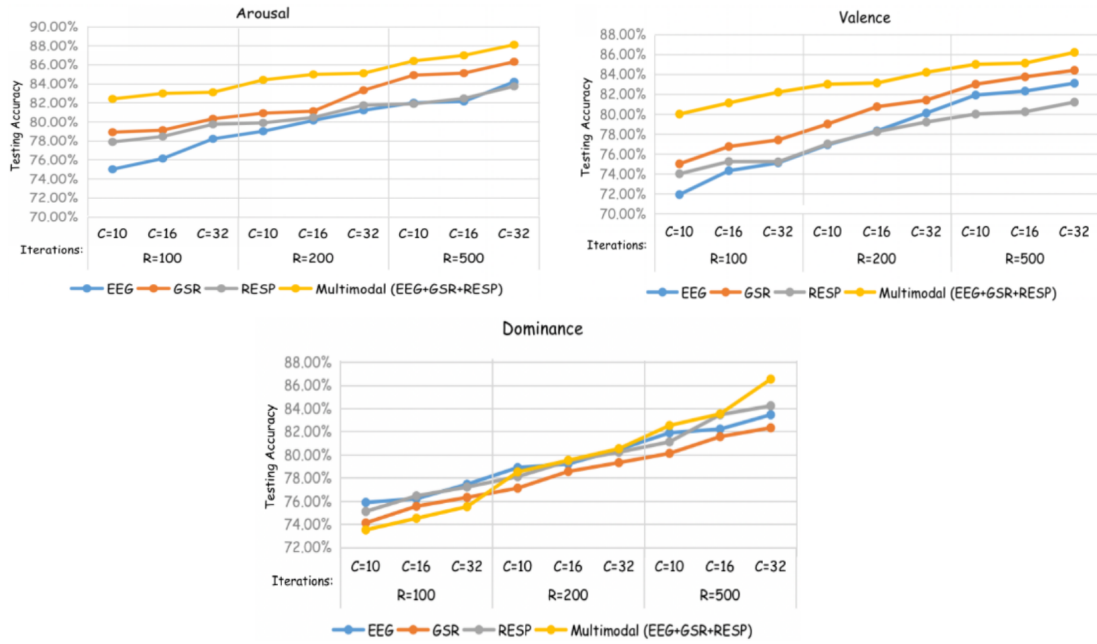 Arousal
90.00%
88.00%
86.00%
84.00%
82.00%
80.00%
78.00%
76.00%
74.00%
72.00%
70.00%
Testing Accuracy
C=10 C=16 C=32 C=10 C=16 C=32 C=10 C=16 C=32
Iterations:
R=100 R=200 R=500
EEG GSR RESP Multimodal (EEG+GSR+RESP)
Valence
88.00%
86.00%
84.00%
82.00%
80.00%
78.00%
76.00%
74.00%
72.00%
70.00%
Testing Accuracy
C=10 C=16 C=32 C=10 C=16 C=32 C=10 C=16 C=32
Iterations:
R=100 R=200 R=500
EEG GSR RESP Multimodal (EEG+GSR+RESP)
Dominance
88.00%
86.00%
84.00%
82.00%
80.00%
78.00%
76.00%
74.00%
72.00%
Testing Accuracy
C=10 C=16 C=32 C=10 C=16 C=32 C=10 C=16 C=32
Iterations:
R=100 R=200 R=500
EEG GSR RESP Multimodal (EEG+GSR+RESP)